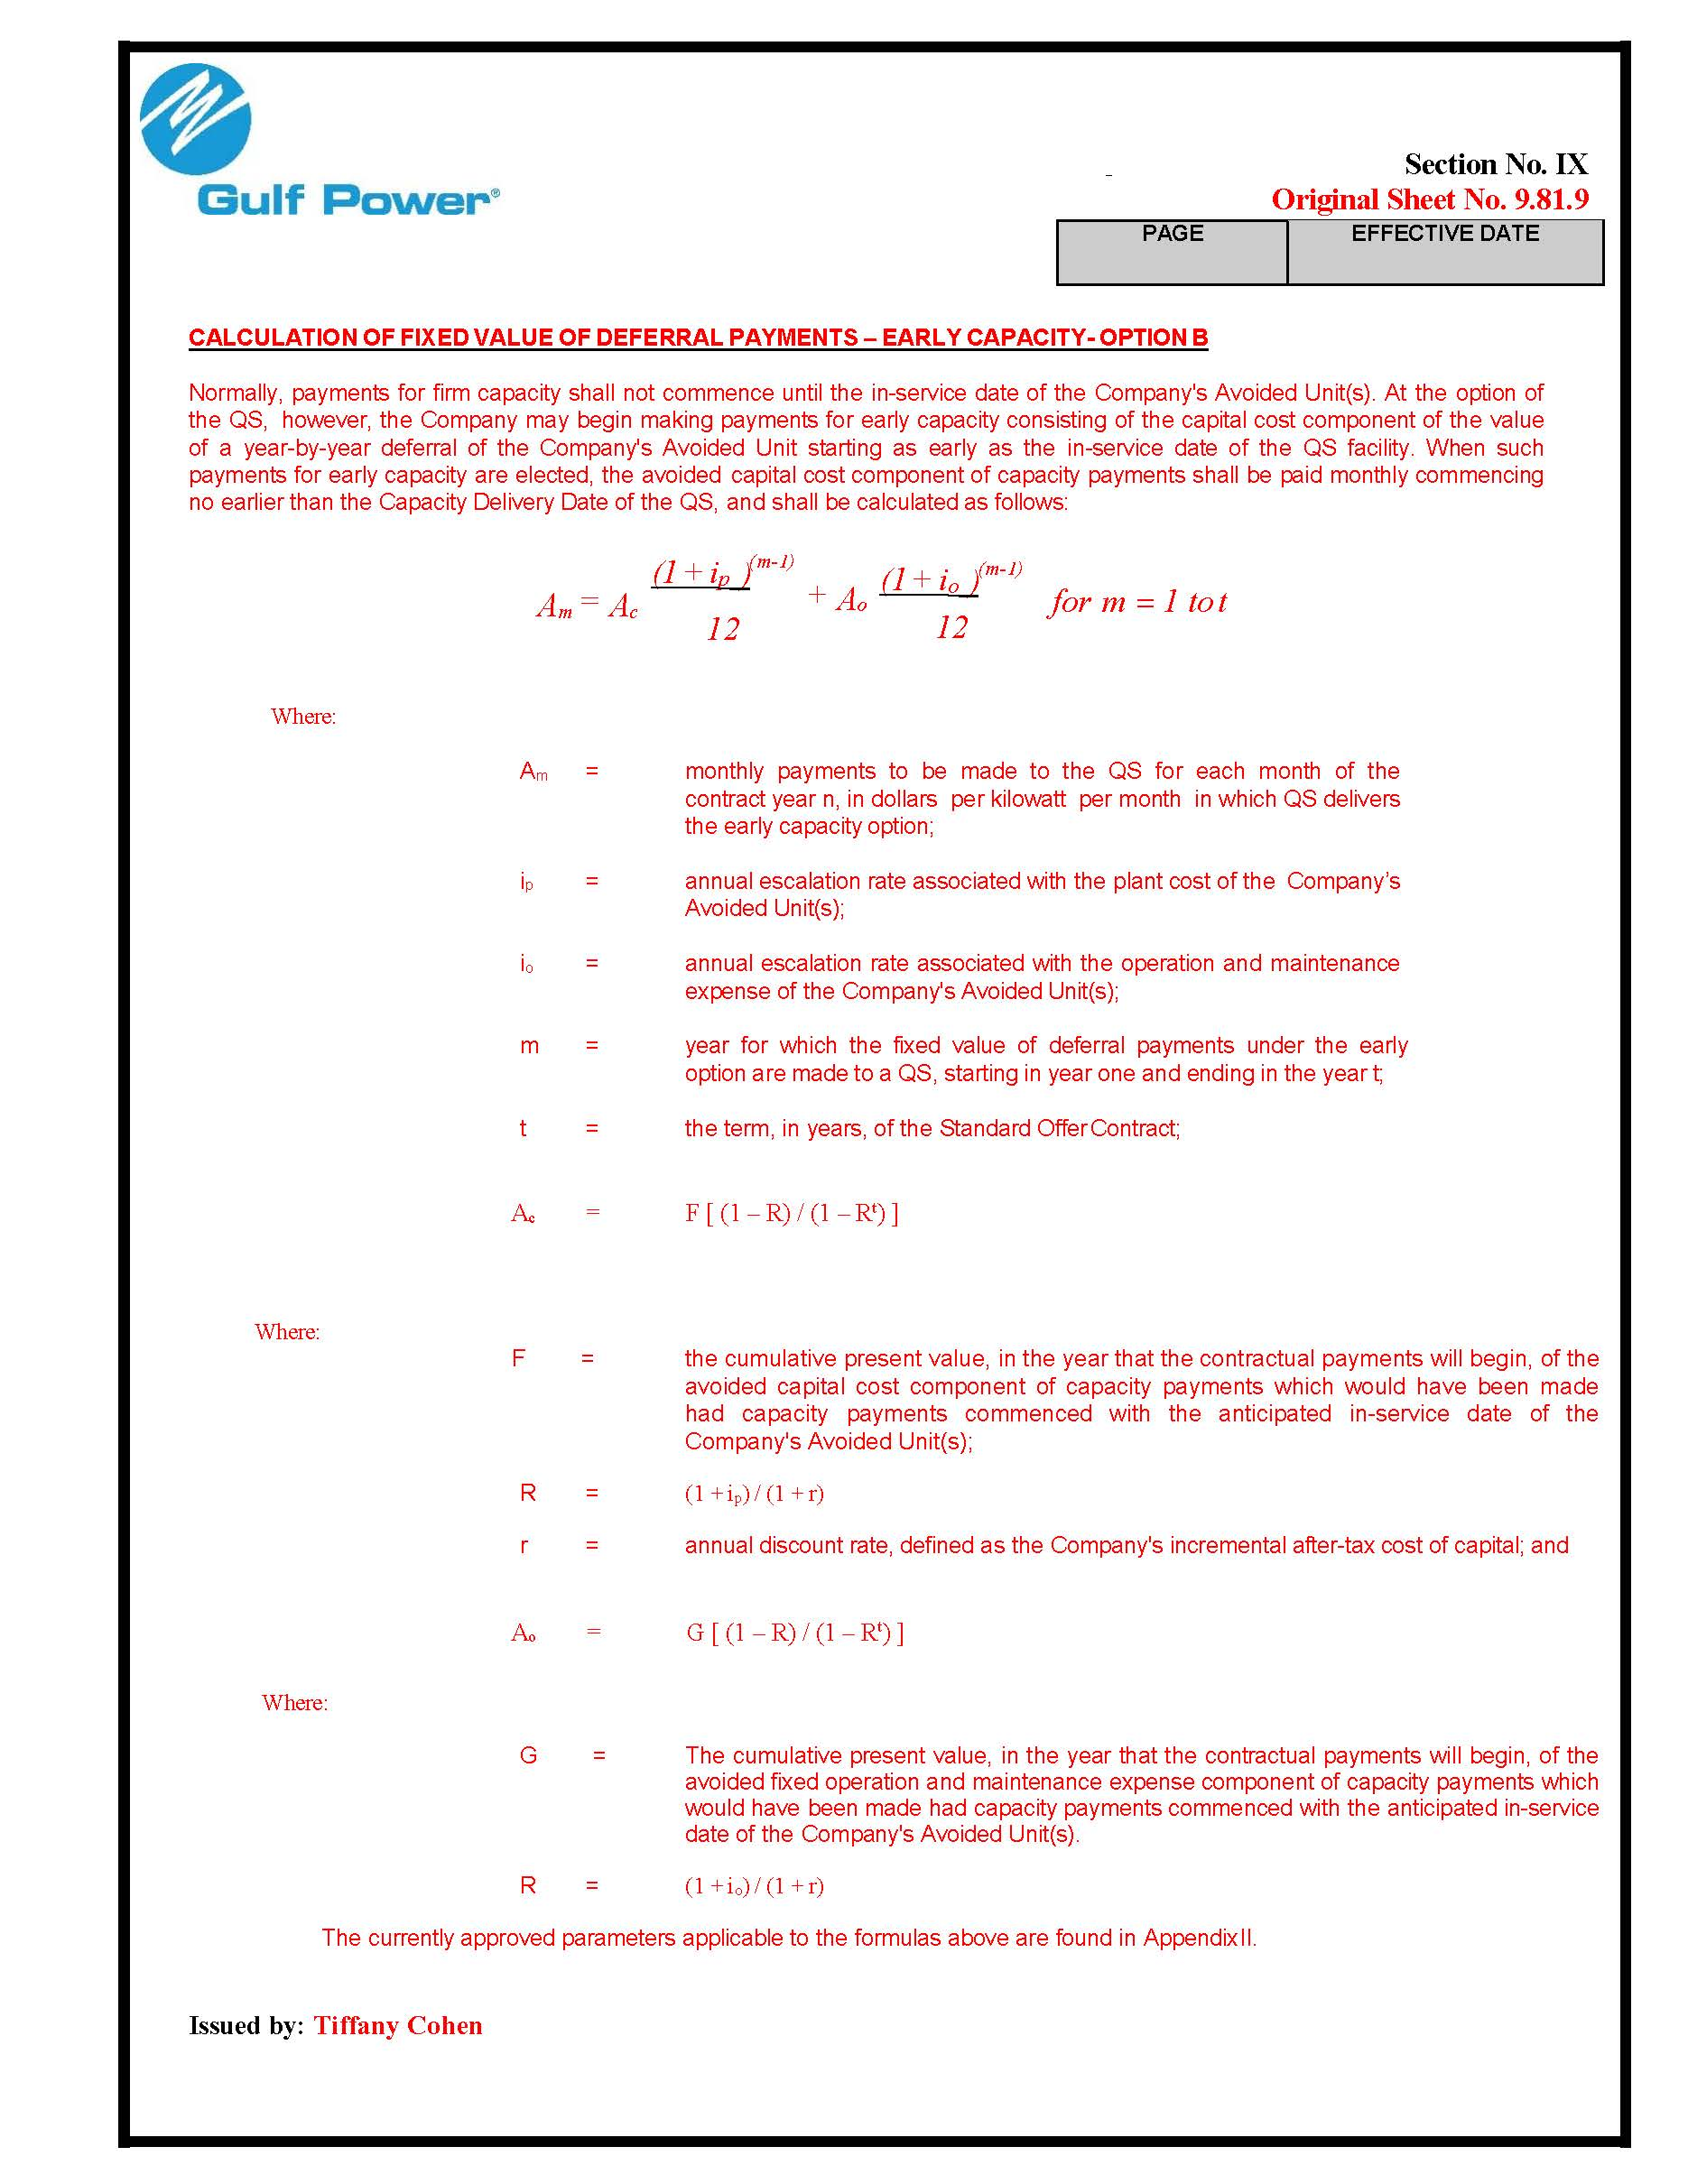 Gulf Power®
Section No. IX
Original Sheet No. 9.81.9
PAGE EFFECTIVE DATE
CALCULATION OF FIXED VALUE OF DEFERRAL PAYMENTS – EARLY CAPACITY- OPTION B
Normally, payments for firm capacity shall not commence until the in-service date of the Company's Avoided Unit(s). At the option of
the QS, however, the Company may begin making payments for early capacity consisting of the capital cost component of the value
of a year-by-year deferral of the Company's Avoided Unit starting as early as the in-service date of the QS facility. When such
payments for early capacity are elected, the avoided capital cost component of capacity payments shall be paid monthly commencing
no earlier than the Capacity Delivery Date of the QS, and shall be calculated as follows:
Am = Ac (1 + ip )(m-1) / 12 + Ao (1 + io )(m-1) / 12 for m = 1 to t
Where:
Am = monthly payments to be made to the QS for each month of the
contract year n, in dollars per kilowatt per month in which QS delivers
the early capacity option;
ip = annual escalation rate associated with the plant cost of the Company’s
Avoided Unit(s);
io = annual escalation rate associated with the operation and maintenance
expense of the Company's Avoided Unit(s);
m = year for which the fixed value of deferral payments under the early
option are made to a QS, starting in year one and ending in the year t;
t = the term, in years, of the Standard Offer Contract;
Ac = F [ (1 – R) / (1 – Rt) ]
Where:
F = the cumulative present value, in the year that the contractual payments will begin, of the
avoided capital cost component of capacity payments which would have been made
had capacity payments commenced with the anticipated in-service date of the
Company's Avoided Unit(s);
R = (1 + ip) / (1 + r)
r = annual discount rate, defined as the Company's incremental after-tax cost of capital; and
Ao = G [ (1 – R) / (1 – Rt) ]
Where:
G = The cumulative present value, in the year that the contractual payments will begin, of the
avoided fixed operation and maintenance expense component of capacity payments which
would have been made had capacity payments commenced with the anticipated in-service
date of the Company's Avoided Unit(s).
R = (1 + io) / (1 + r)
The currently approved parameters applicable to the formulas above are found in Appendix II.
Issued by: Tiffany Cohen